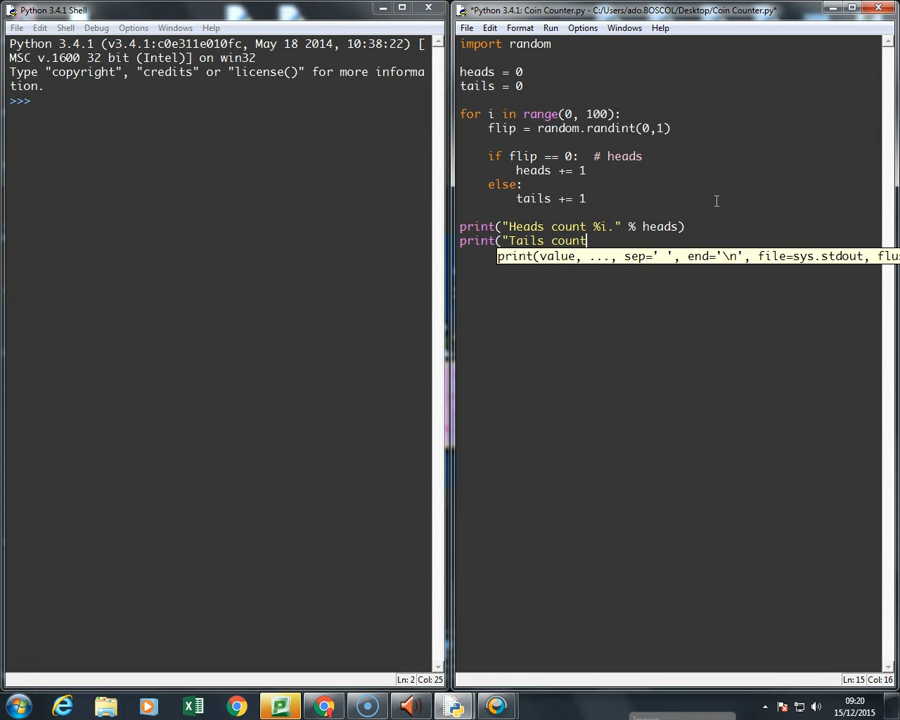 Python 3.4.1 Shell
File Edit Shell Debug Options Windows Help
Python 3.4.1 (v3.4.1:c0e311e010fc, May 18 2014, 10:38:22) [
MSC v.1600 32 bit (Intel)] on win32
Type "copyright", "credits" or "license()" for more informa
tion.
>>>
Ln: 2 Col: 25
*Python 3.4.1: Coin Counter.py - C:/Users/ado.BOSCOL/Desktop/Coin Counter.py*
File Edit Format Run Options Windows Help
import random
heads = 0
tails = 0
for i in range(0, 100):
flip = random.randint(0,1)
if flip == 0: # heads
heads += 1
else:
tails += 1
print("Heads count %i." % heads)
print("Tails count
print(value, ..., sep=' ', end='\n', file=sys.stdout, flu
Ln: 15 Col: 16
09:20
15/12/2015